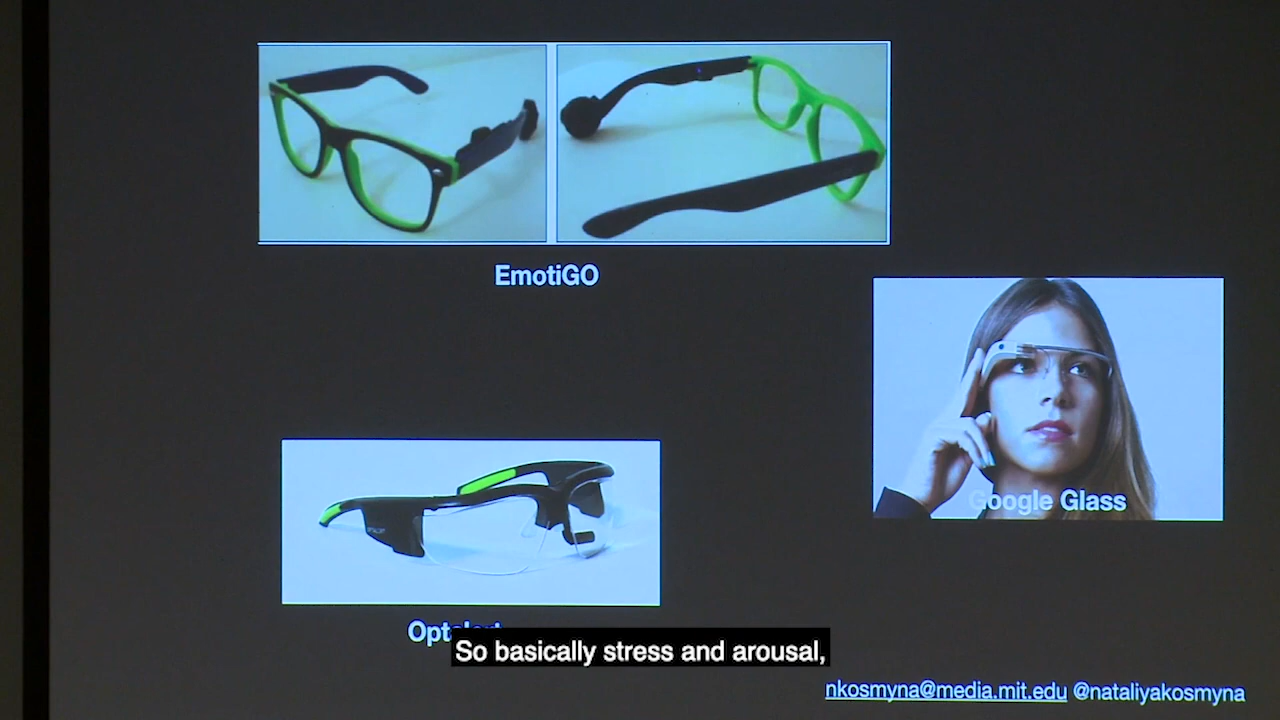 EmotiGO
Google Glass
So basically stress and arousal,
nkosmyna@media.mit.edu @nataliyakosmyna